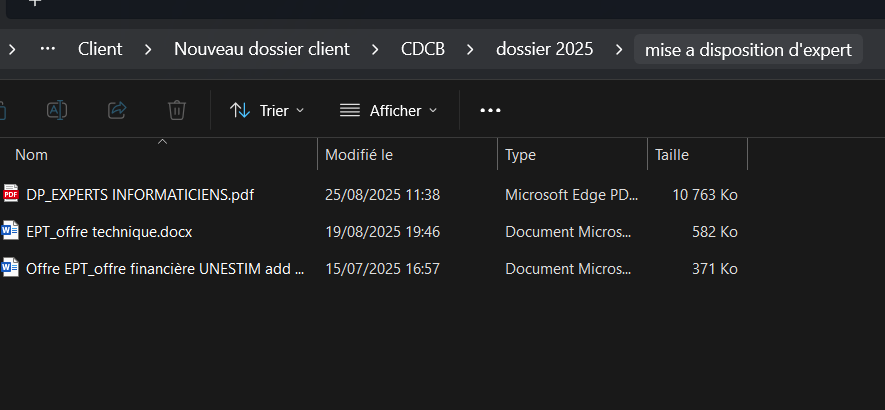 Client > Nouveau dossier client > CDCB > dossier 2025 > mise a disposition d'expert
Trier Afficher
Nom Modifié le Type Taille
DP_EXPERTS INFORMATICIENS.pdf 25/08/2025 11:38 Microsoft Edge PD... 10 763 Ko
EPT_offre technique.docx 19/08/2025 19:46 Document Micros... 582 Ko
Offre EPT_offre financière UNESTIM add ... 15/07/2025 16:57 Document Micros... 371 Ko